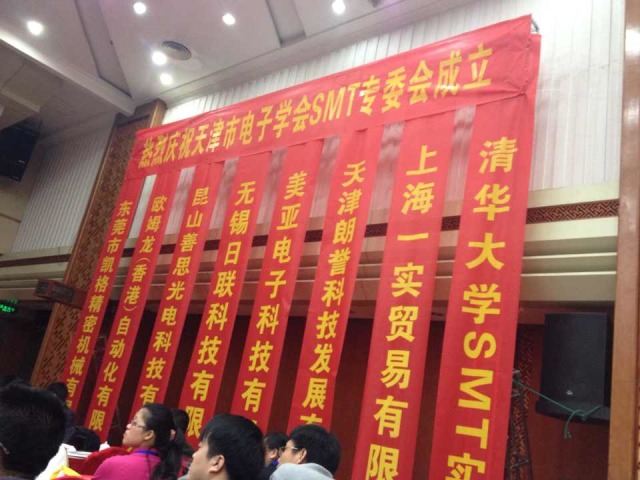 热烈庆祝天津市电子学会SMT专委会成立
东莞市凯格精密机械有
欧姆龙(香港)自动化有限
昆山善思光电科技有
无锡日联科技有限
美亚电子科技有
天津朗誉科技发展有
上海一实贸易有限
清华大学SMT实